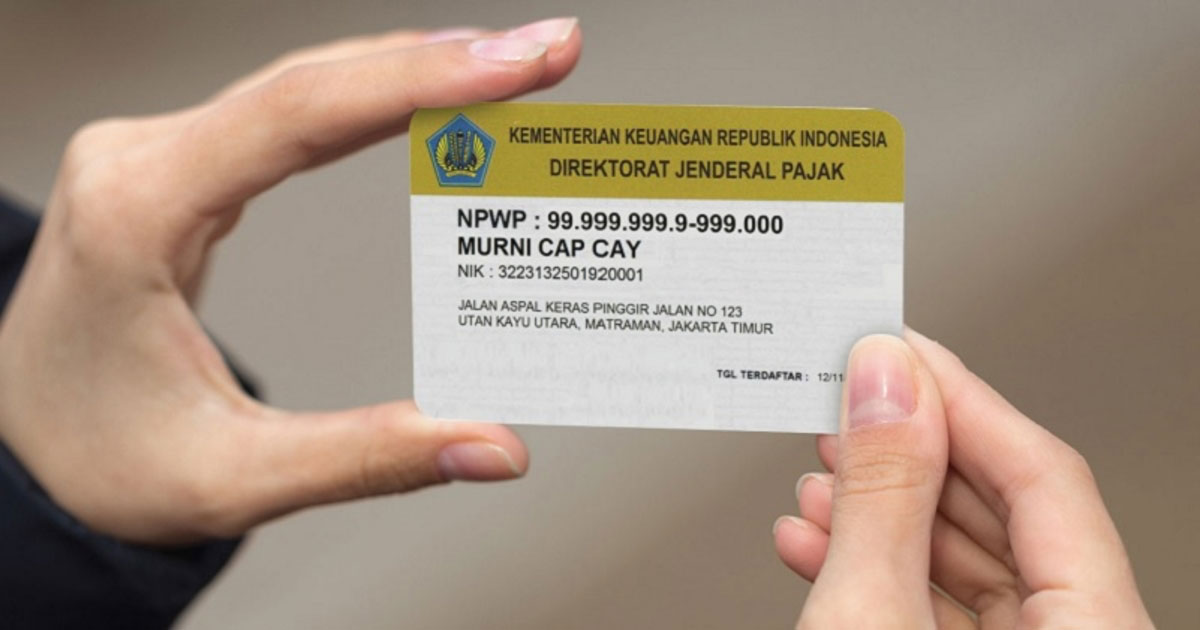 KEMENTERIAN KEUANGAN REPUBLIK INDONESIA
DIREKTORAT JENDERAL PAJAK
NPWP : 99.999.999.9-999.000
MURNI CAP CAY
NIK : 3223132501920001
JALAN ASPAL KERAS PINGGIR JALAN NO 123
UTAN KAYU UTARA, MATRAMAN, JAKARTA TIMUR
TGL TERDAFTAR : 12/11